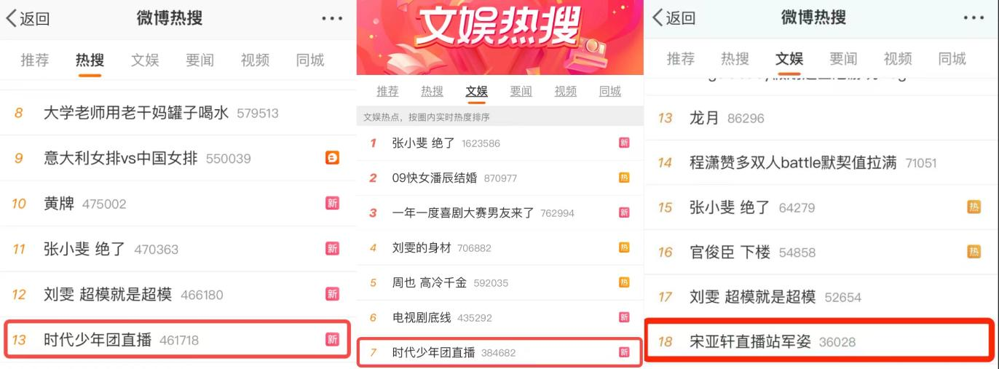 返回
微博热搜
推荐 热搜 文娱 要闻 视频 同城
8 大学老师用老干妈罐子喝水 579513
9 意大利女排vs中国女排 550039
10 黄牌 475002 新
11 张小斐 绝了 470363 新
12 刘雯 超模就是超模 466180 新
13 时代少年团直播 461718 新
文娱热搜
推荐 热搜 文娱 要闻 视频 同城
文娱热点，按圈内实时热度排序
1 张小斐 绝了 1623586 新
2 09快女潘辰结婚 870977 热
3 一年一度喜剧大赛男友来了 762994 新
4 刘雯的身材 706882 热
5 周也 高冷千金 592035 热
6 电视剧底线 435292 新
7 时代少年团直播 384682 新
返回
微博热搜
推荐 热搜 文娱 要闻 视频 同城
13 龙月 86296
14 程潇赞多双人battle默契值拉满 71051
15 张小斐 绝了 64279 热
16 官俊臣 下楼 54858 热
17 刘雯 超模就是超模 52654
18 宋亚轩直播站军姿 36028